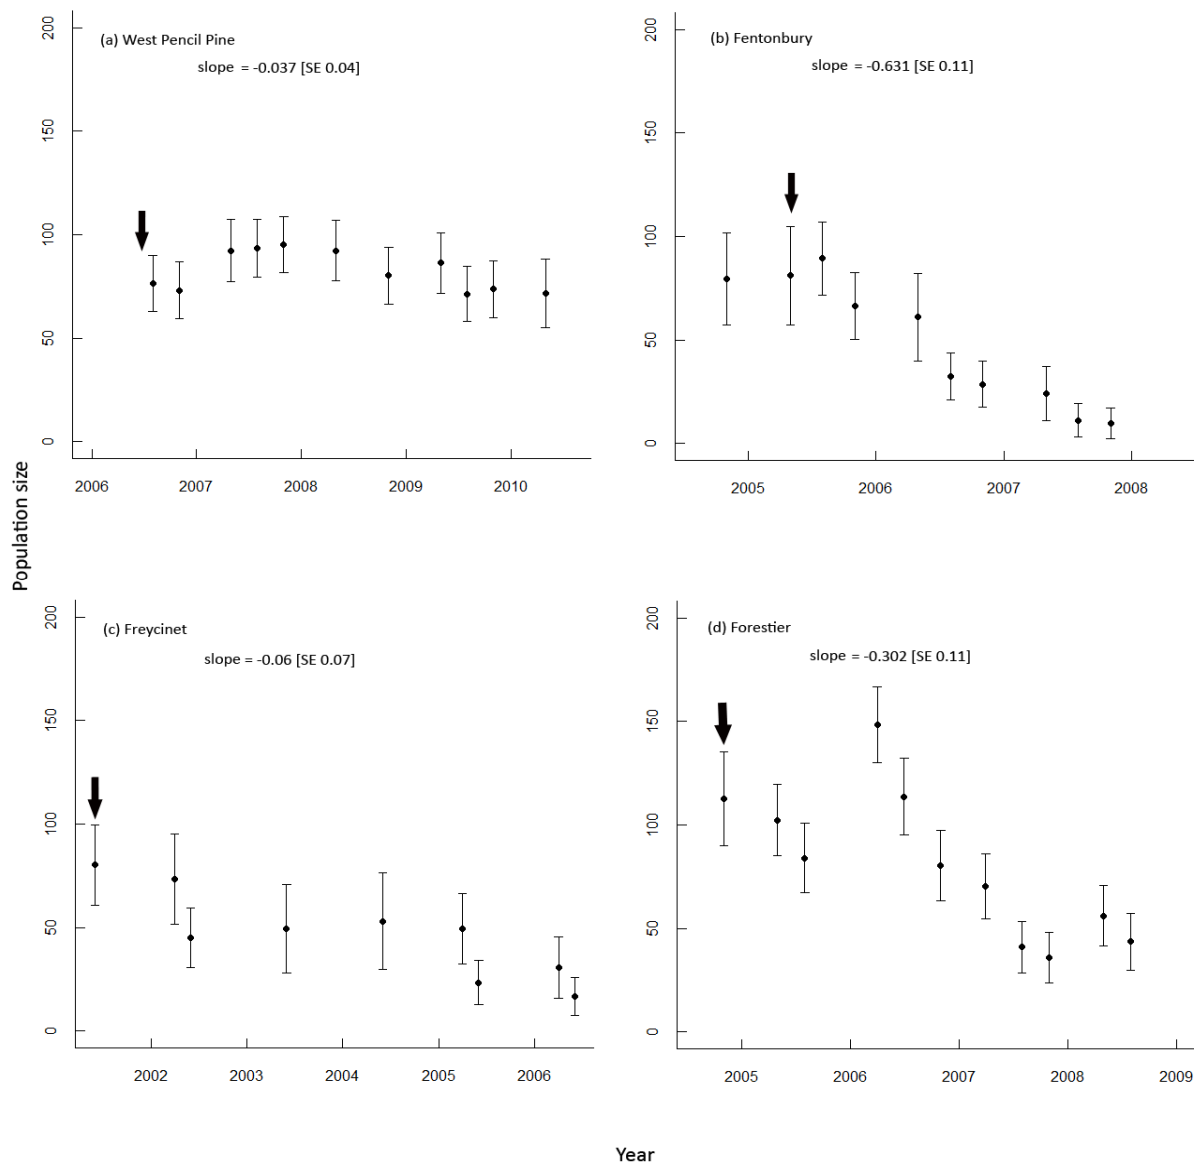 (a) West Pencil Pine
slope = -0.037 [SE 0.04]
200
150
100
50
0
2006 2007 2008 2009 2010
(b) Fentonbury
slope = -0.631 [SE 0.11]
200
150
100
50
0
2005 2006 2007 2008
Population size
(c) Freycinet
slope = -0.06 [SE 0.07]
200
150
100
50
0
2002 2003 2004 2005 2006
(d) Forestier
slope = -0.302 [SE 0.11]
200
150
100
50
0
2005 2006 2007 2008 2009
Year